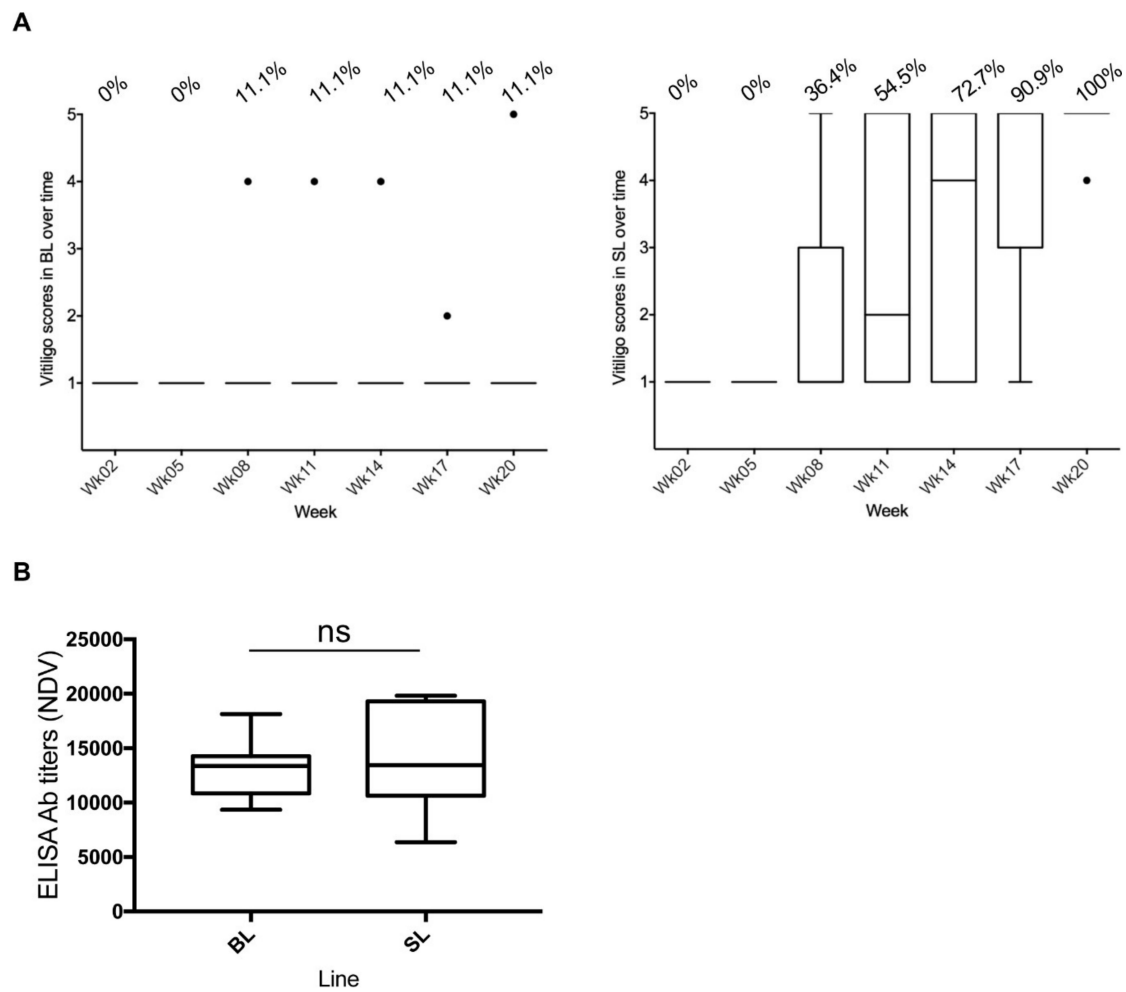 A
0% 0% 11.1% 11.1% 11.1% 11.1% 11.1%
Vitiligo scores in BL over time
5
4
3
2
1
Wk02 Wk05 Wk08 Wk11 Wk14 Wk17 Wk20
Week
0% 0% 36.4% 54.5% 72.7% 90.9% 100%
Vitiligo scores in SL over time
5
4
3
2
1
Wk02 Wk05 Wk08 Wk11 Wk14 Wk17 Wk20
Week
B
ns
ELISA Ab titers (NDV)
25000
20000
15000
10000
5000
0
BL SL
Line